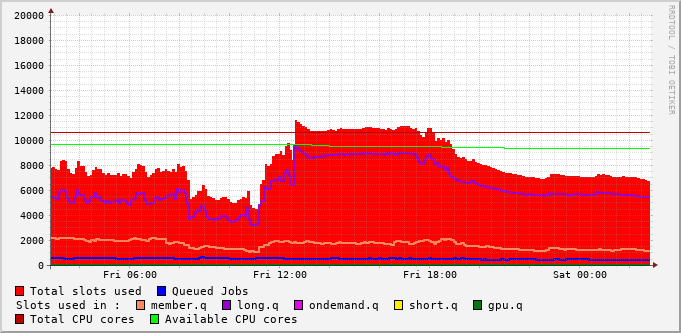 RRDTOOL / TOBI OETIKER
20000
18000
16000
14000
12000
10000
8000
6000
4000
2000
0
Fri 06:00 Fri 12:00 Fri 18:00 Sat 00:00
Total slots used Queued Jobs
Slots used in : member.q long.q ondemand.q short.q gpu.q
Total CPU cores Available CPU cores